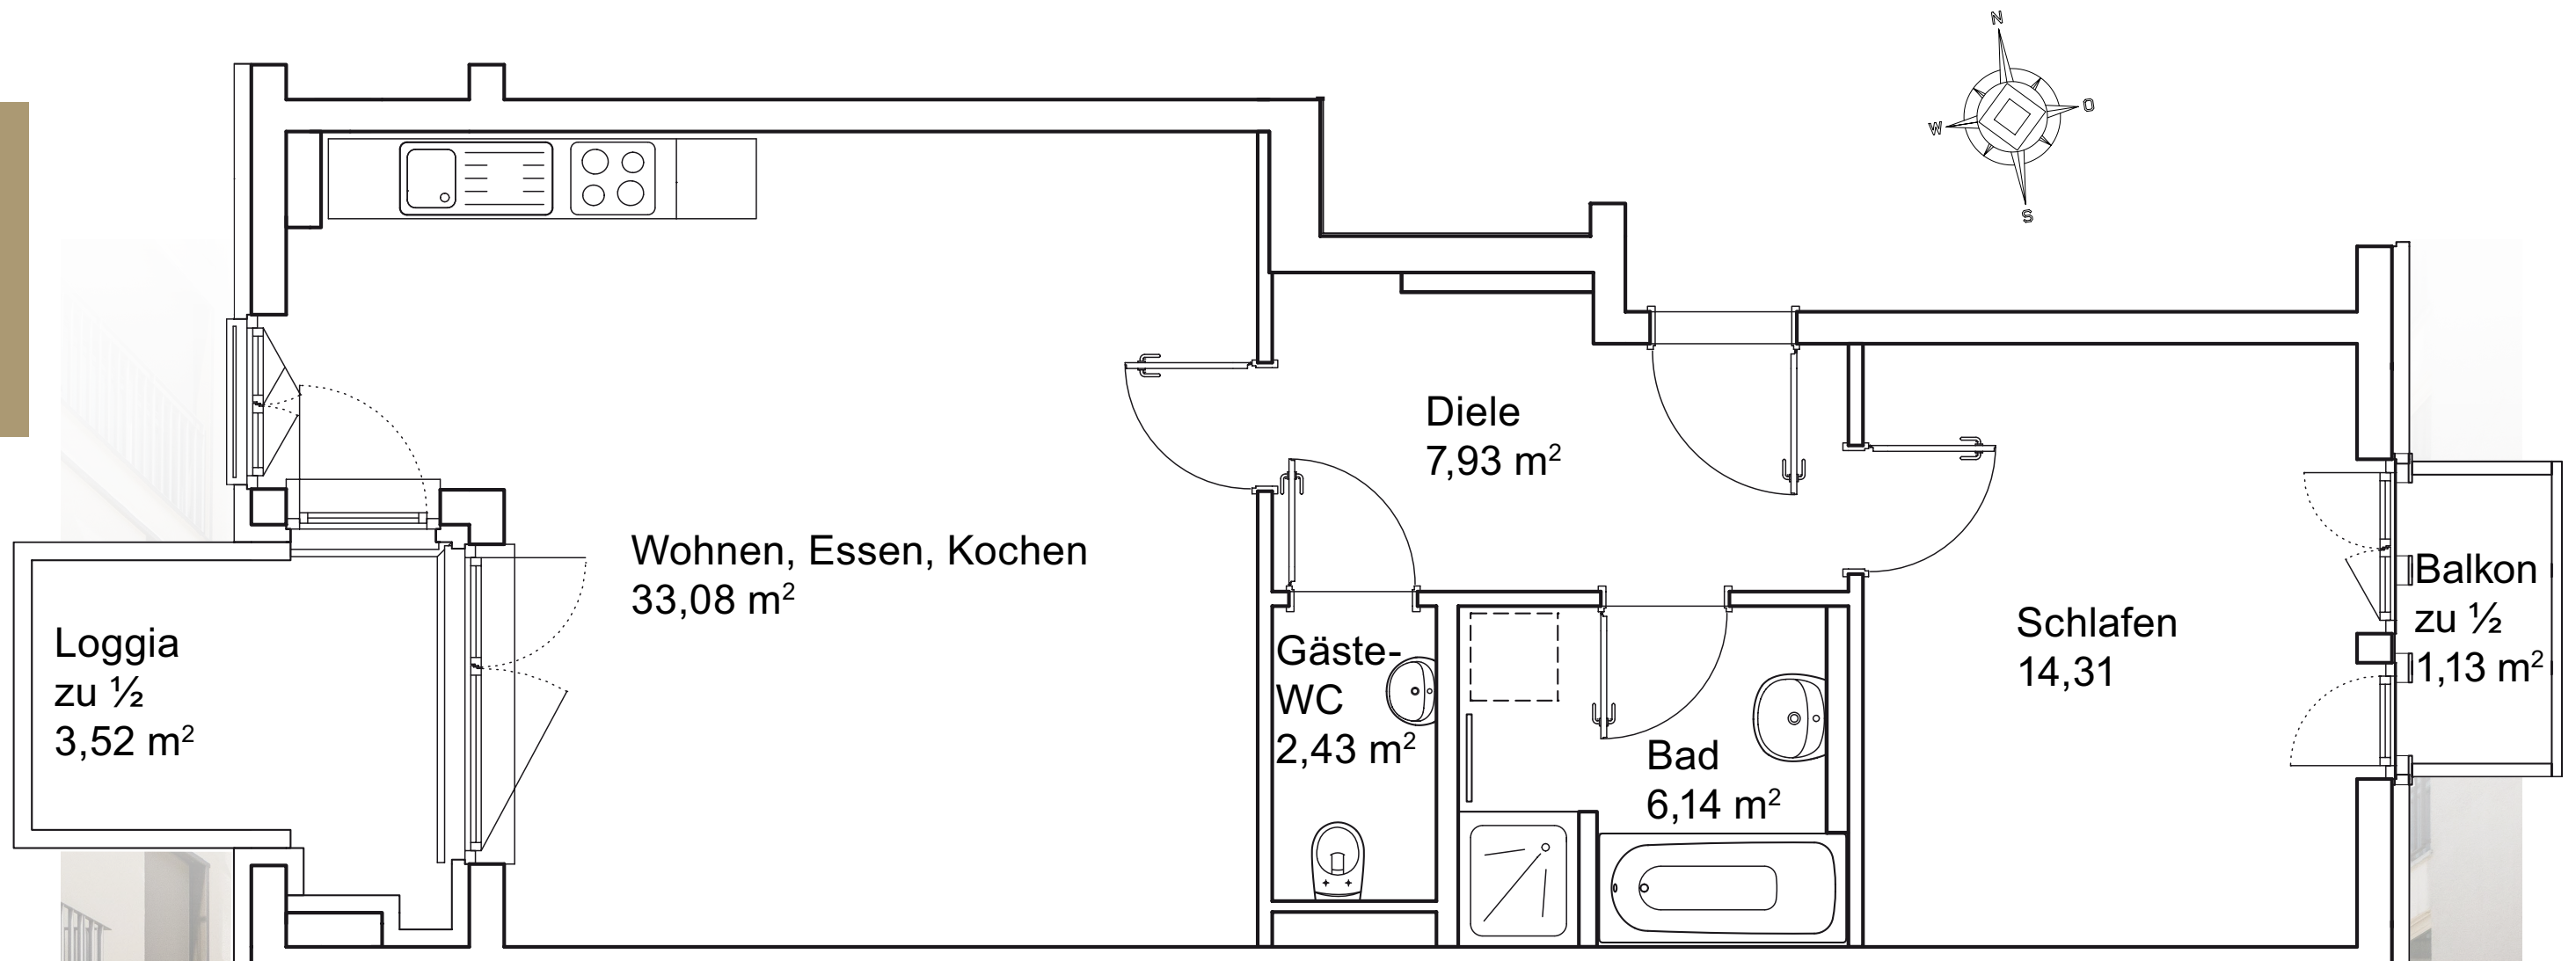 N
O
W
S
Diele
7,93 m²
Wohnen, Essen, Kochen
33,08 m²
Loggia
zu ½
3,52 m²
Gäste-
WC
2,43 m²
Bad
6,14 m²
Schlafen
14,31
Balkon
zu ½
1,13 m²